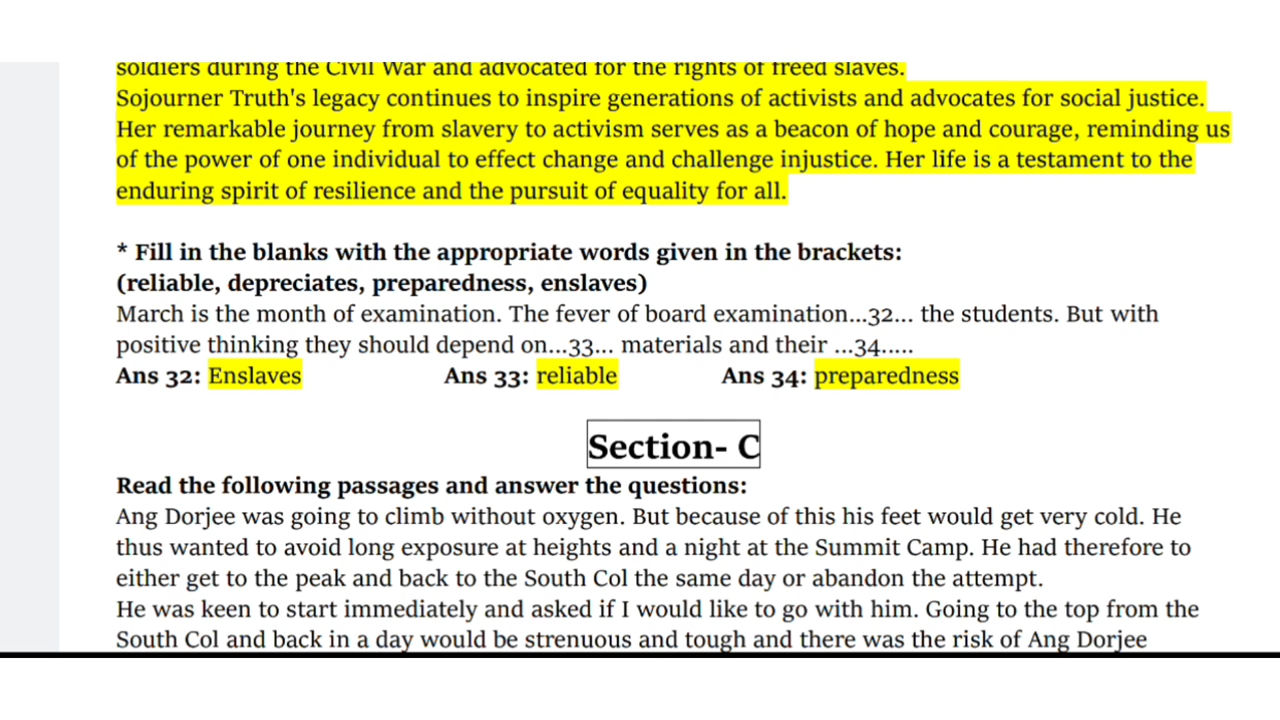 soldiers during the Civil War and advocated for the rights of freed slaves.
Sojourner Truth's legacy continues to inspire generations of activists and advocates for social justice.
Her remarkable journey from slavery to activism serves as a beacon of hope and courage, reminding us
of the power of one individual to effect change and challenge injustice. Her life is a testament to the
enduring spirit of resilience and the pursuit of equality for all.
* Fill in the blanks with the appropriate words given in the brackets:
(reliable, depreciates, preparedness, enslaves)
March is the month of examination. The fever of board examination...32... the students. But with
positive thinking they should depend on...33... materials and their ...34.....
Ans 32: Enslaves Ans 33: reliable Ans 34: preparedness
Section- C
Read the following passages and answer the questions:
Ang Dorjee was going to climb without oxygen. But because of this his feet would get very cold. He
thus wanted to avoid long exposure at heights and a night at the Summit Camp. He had therefore to
either get to the peak and back to the South Col the same day or abandon the attempt.
He was keen to start immediately and asked if I would like to go with him. Going to the top from the
South Col and back in a day would be strenuous and tough and there was the risk of Ang Dorjee